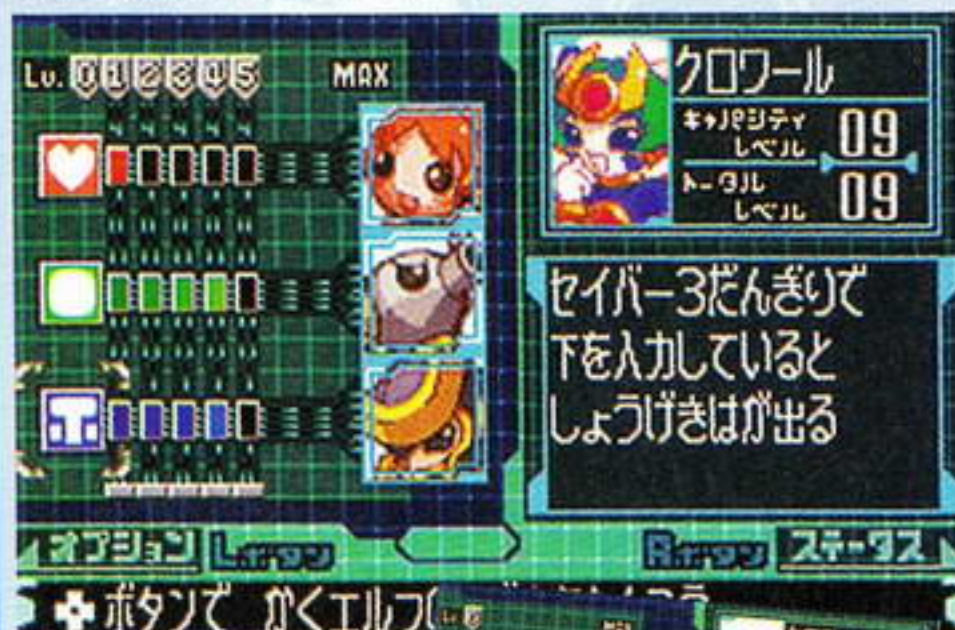 Lv. 0 1 2 3 4 5 MAX
クロワール
キャパシティ
レベル 09
トータル
レベル 09
セイバー3だんぎりで
下を入力していると
しょうげきはが出る
オプション Lボタン Rボタン ステータス
ボタンで かくエルフ